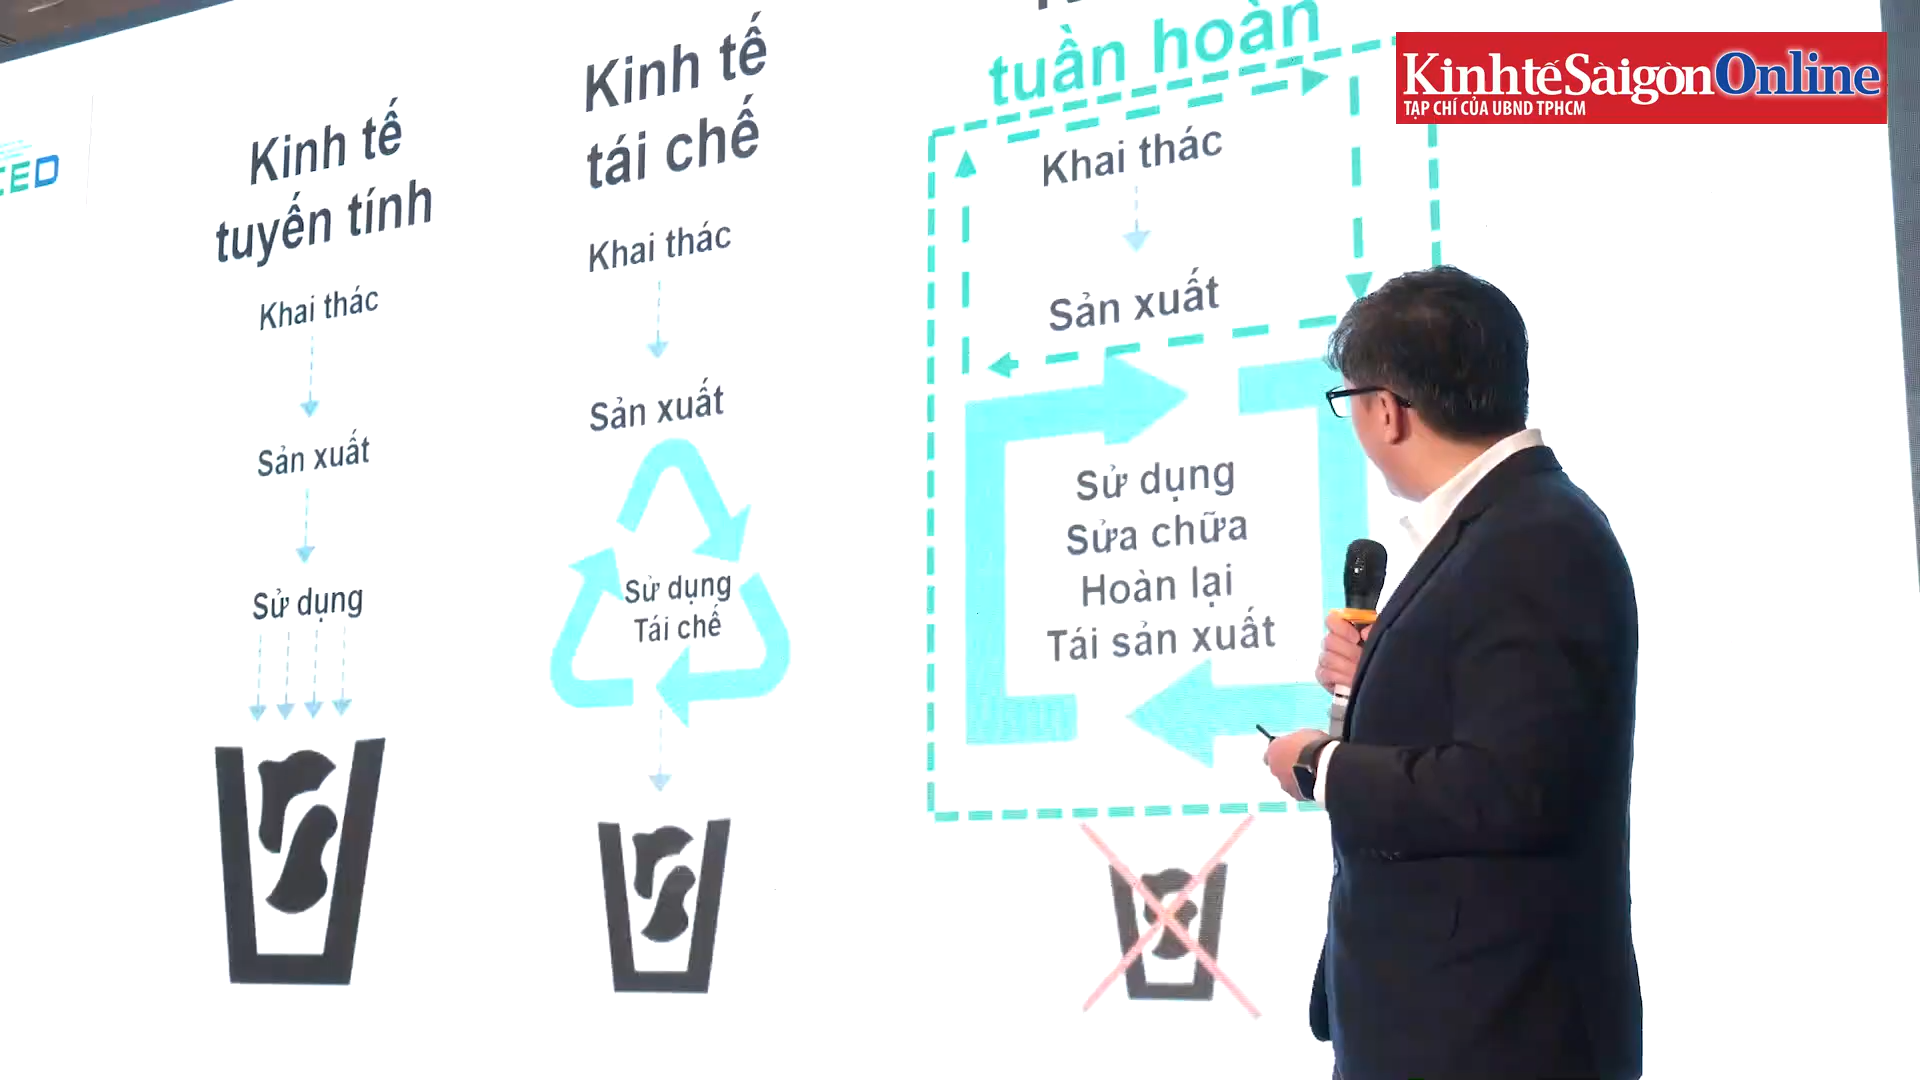 Kinh tế
tuyến tính
Khai thác
Sản xuất
Sử dụng
Kinh tế
tái chế
Khai thác
Sản xuất
Sử dụng
Tái chế
tuần hoàn
Khai thác
Sản xuất
Sử dụng
Sửa chữa
Hoàn lại
Tái sản xuất
KinhtếSàigònOnline
TẠP CHÍ CỦA UBND TPHCM